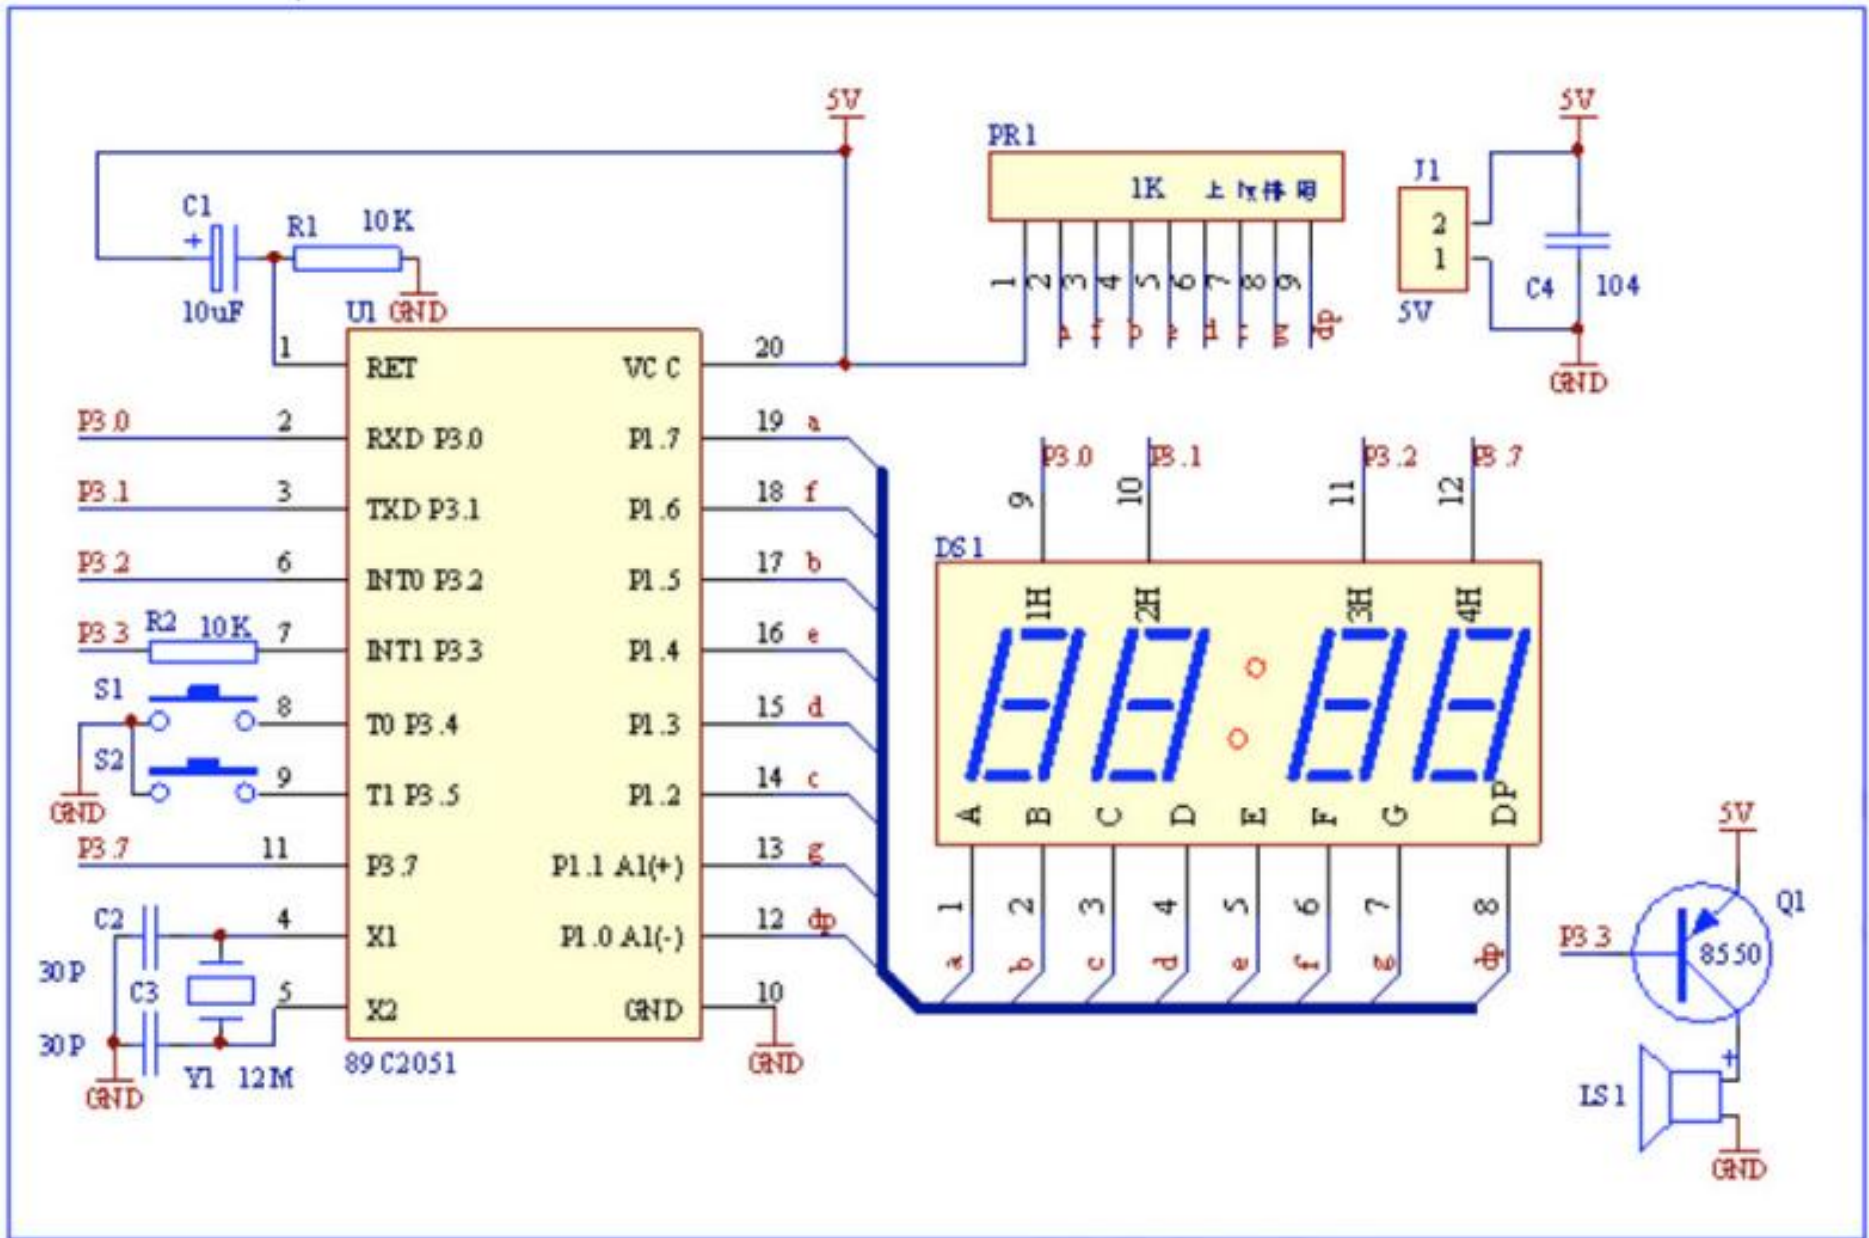 5V
5V
PR1
1K 上
J1
2
1
5V
C4
104
GND
C1
+
10uF
R1
10K
GND
1 2 3 4 5 6 7 8 9
b
dp
U1
1 RET
VCC 20
P3.0 2 RXD P3.0
P1.7 19 a
P3.1 3 TXD P3.1
P1.6 18 f
P3.2 6 INT0 P3.2
P1.5 17 b
P3.3 R2 10K 7 INT1 P3.3
P1.4 16 e
S1 8 T0 P3.4
P1.3 15 d
S2 9 T1 P3.5
P1.2 14 c
GND
P3.7 11 P3.7
P1.1 A1(+) 13 g
C2 4 X1
P1.0 A1(-) 12 dp
30P
C3 5 X2
GND 10
30P
Y1 12M
GND
89C2051
GND
P3.0 P3.1 P3.2 P3.7
9 10 11 12
DS1
1H 2H 3H 4H
A B C D E F G DP
1 2 3 4 5 6 7 8
a b c d e f g dp
5V
Q1
P3.3
8550
+
LS1
GND